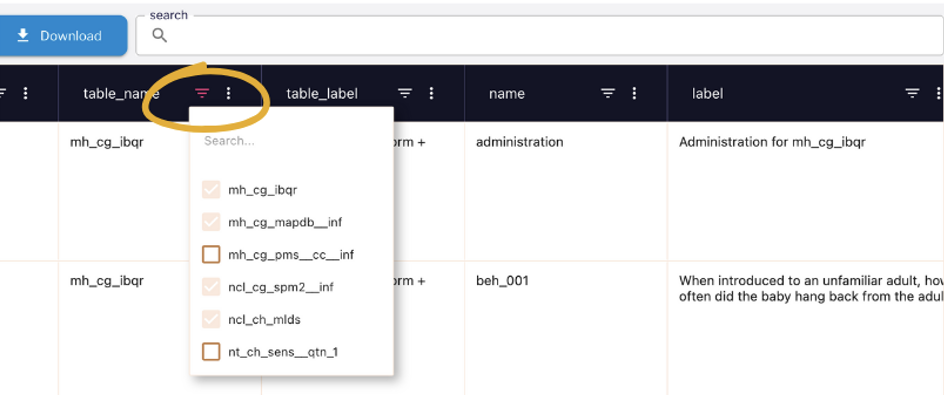 search
Download
table_name
table_label
name
label
mh_cg_ibqr
orm +
administration
Administration for mh_cg_ibqr
Search...
mh_cg_ibqr
mh_cg_mapdb__inf
mh_cg_pms__cc__inf
ncl_cg_spm2__inf
ncl_ch_mlds
nt_ch_sens__qtn_1
mh_cg_ibqr
orm +
beh_001
When introduced to an unfamiliar adult, how
often did the baby hang back from the adul